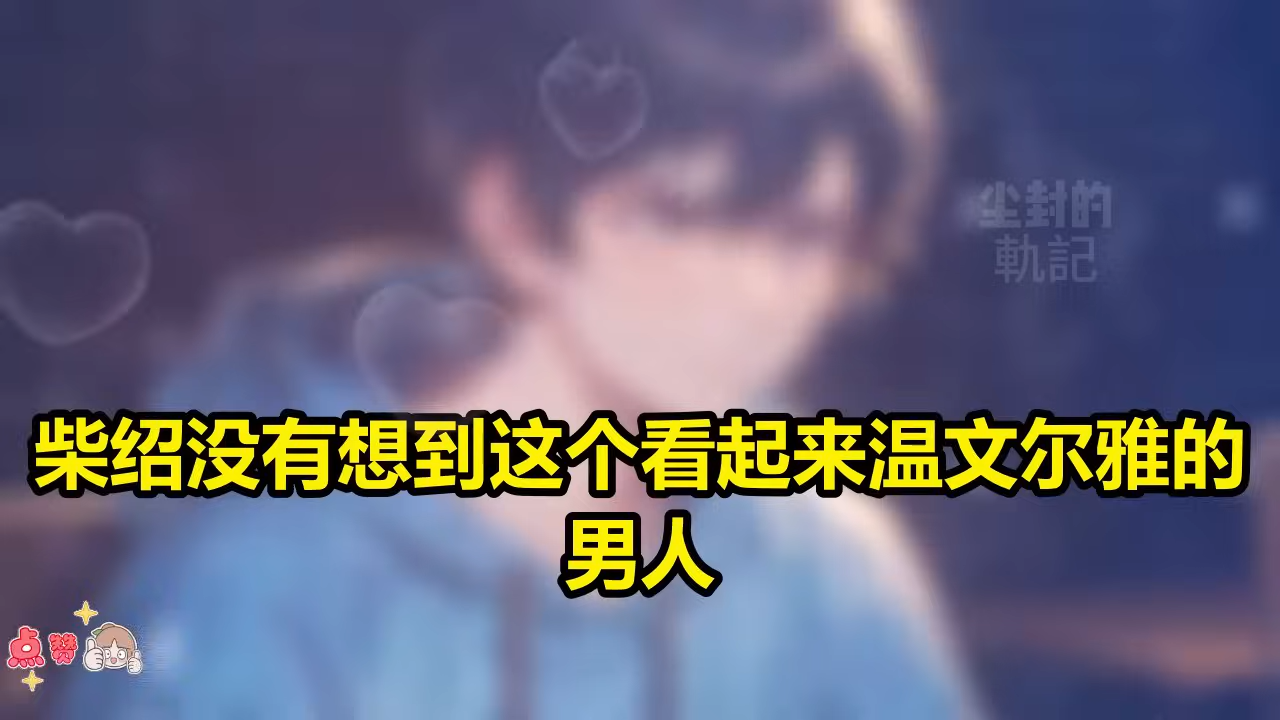 尘封的
軌記
柴绍没有想到这个看起来温文尔雅的
男人
点赞